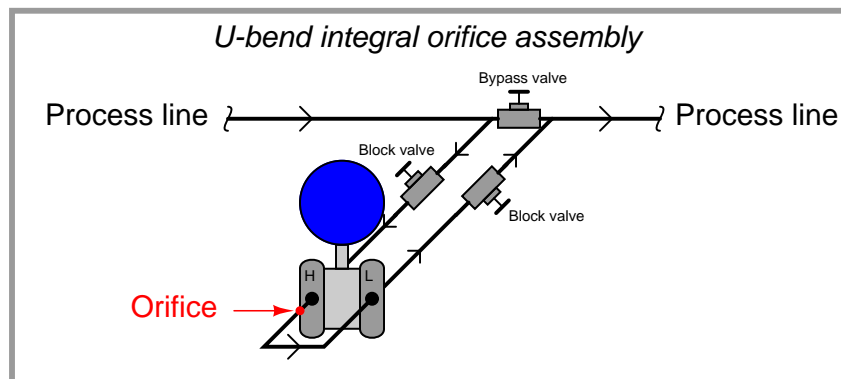 U-bend integral orifice assembly
Bypass valve
Process line
Process line
Block valve
Block valve
H
L
Orifice